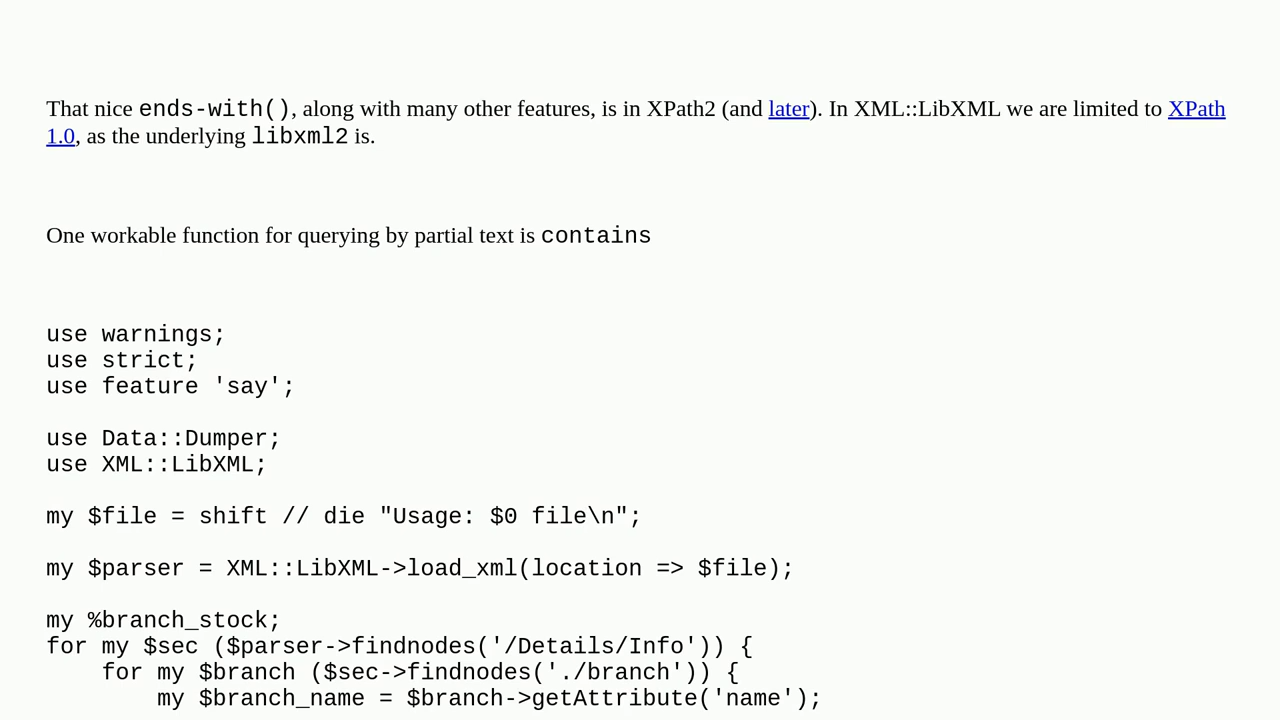 That nice ends-with(), along with many other features, is in XPath2 (and later). In XML::LibXML we are limited to XPath
1.0, as the underlying libxml2 is.
One workable function for querying by partial text is contains
use warnings;
use strict;
use feature 'say';
use Data::Dumper;
use XML::LibXML;
my $file = shift // die "Usage: $0 file\n";
my $parser = XML::LibXML->load_xml(location => $file);
my %branch_stock;
for my $sec ($parser->findnodes('/Details/Info')) {
    for my $branch ($sec->findnodes('./branch')) {
        my $branch_name = $branch->getAttribute('name');